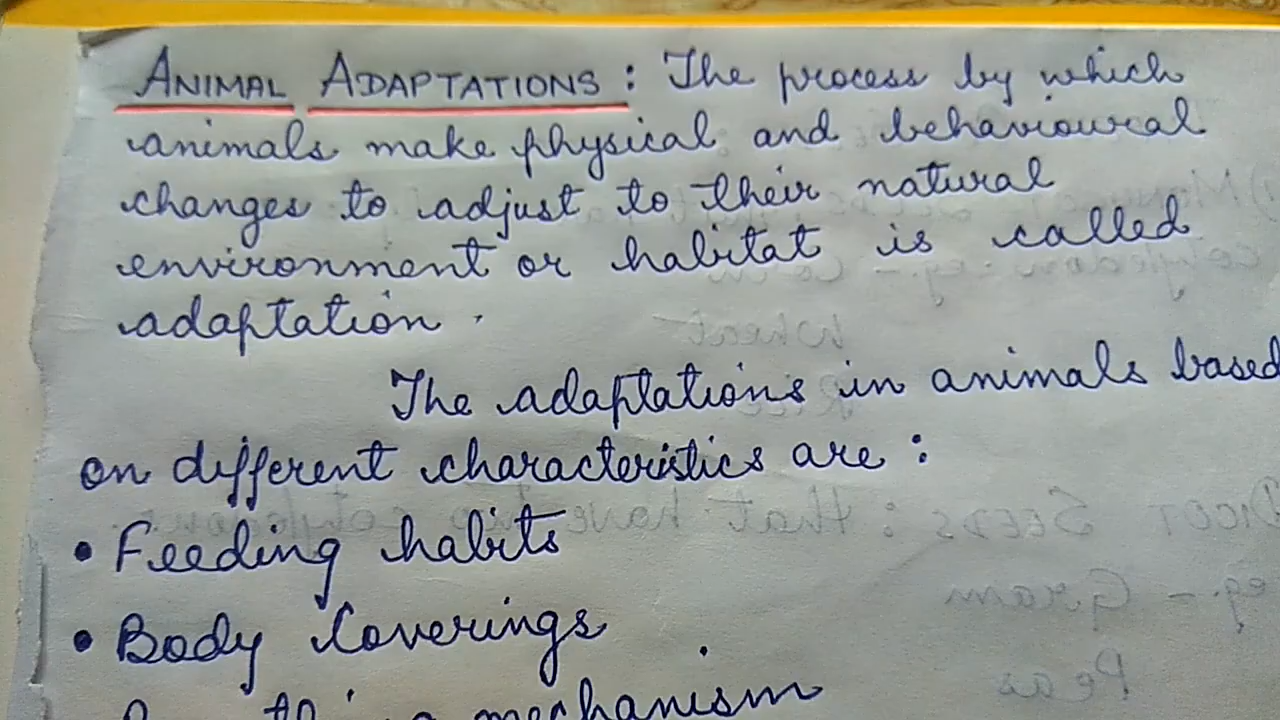 ANIMAL ADAPTATIONS : The process by which
animals make physical and behavioural
changes to adjust to their natural
environment or habitat is called
adaptation.
The adaptations in animals based
on different characteristics are :
• Feeding habits
• Body Coverings
mechanism